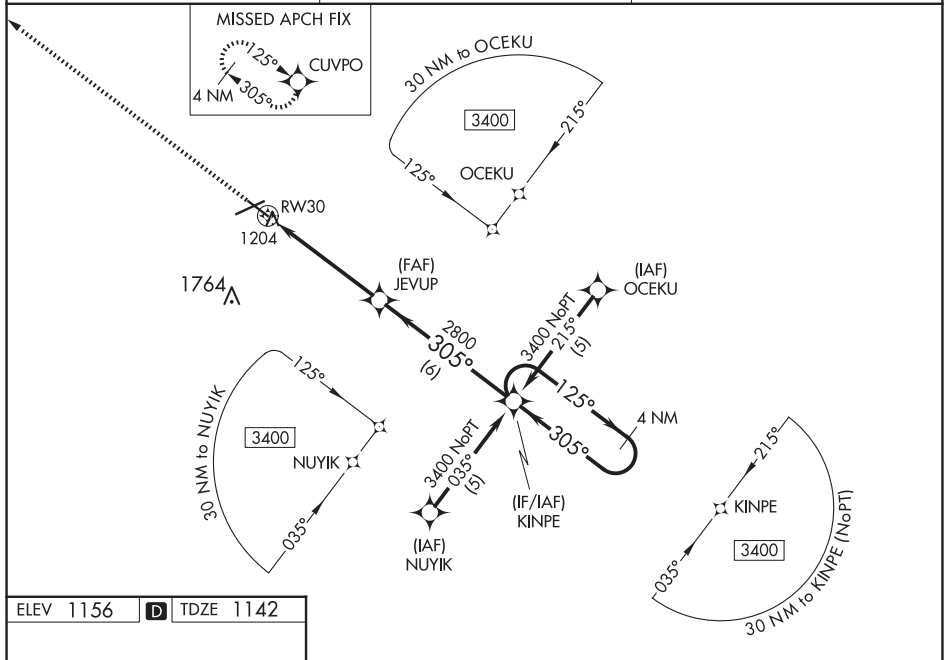 MISSED APCH FIX
125°
CUVPO
305°
4 NM
30 NM to OCEKU
3400
215°
125°
OCEKU
RW30
1204
(FAF)
JEVUP
1764
(IAF)
OCEKU
3400 NoPT
215°
(5)
2800
305°
(6)
125°
4 NM
305°
30 NM to NUYIK
125°
3400
NUYIK
035°
3400 NoPT
035°
(5)
(IAF)
NUYIK
(IF/IAF)
KINPE
215°
KINPE
3400
035°
30 NM to KINPE (NoPT)
ELEV 1156 D TDZE 1142